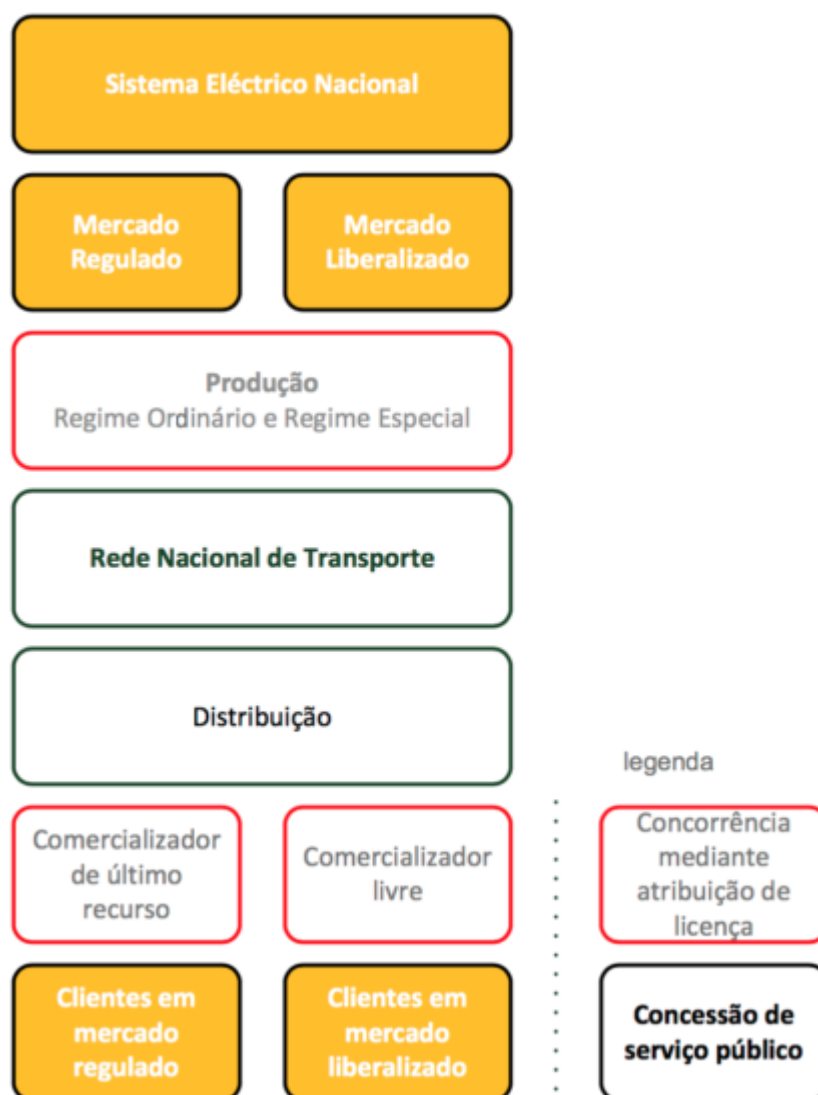 Sistema Eléctrico Nacional
Mercado
Regulado
Mercado
Liberalizado
Produção
Regime Ordinário e Regime Especial
Rede Nacional de Transporte
Distribuição
legenda
Comercializador
de último
recurso
Comercializador
livre
Concorrência
mediante
atribuição de
licença
Clientes em
mercado
regulado
Clientes em
mercado
liberalizado
Concessão de
serviço público